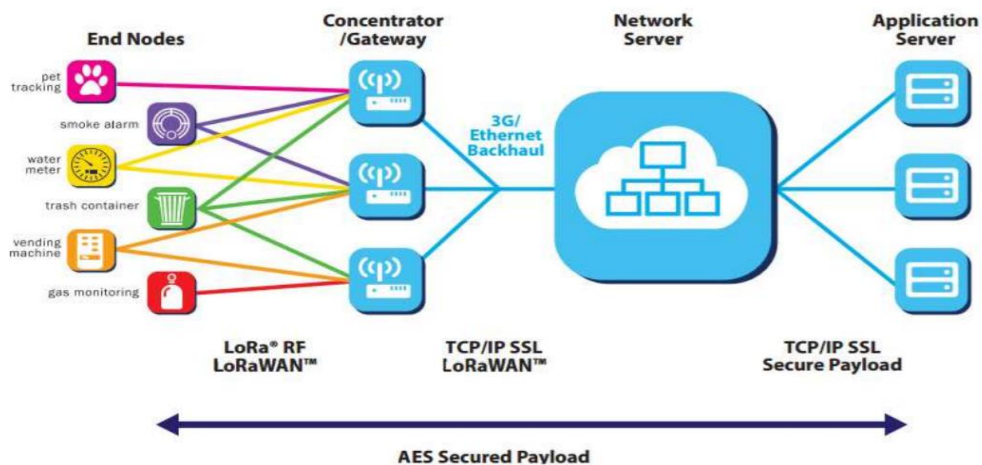 End Nodes
Concentrator
/Gateway
Network
Server
Application
Server
pet
tracking
smoke alarm
water
meter
trash container
vending
machine
gas monitoring
3G/
Ethernet
Backhaul
LoRa® RF
LoRaWAN™
TCP/IP SSL
LoRaWAN™
TCP/IP SSL
Secure Payload
AES Secured Payload